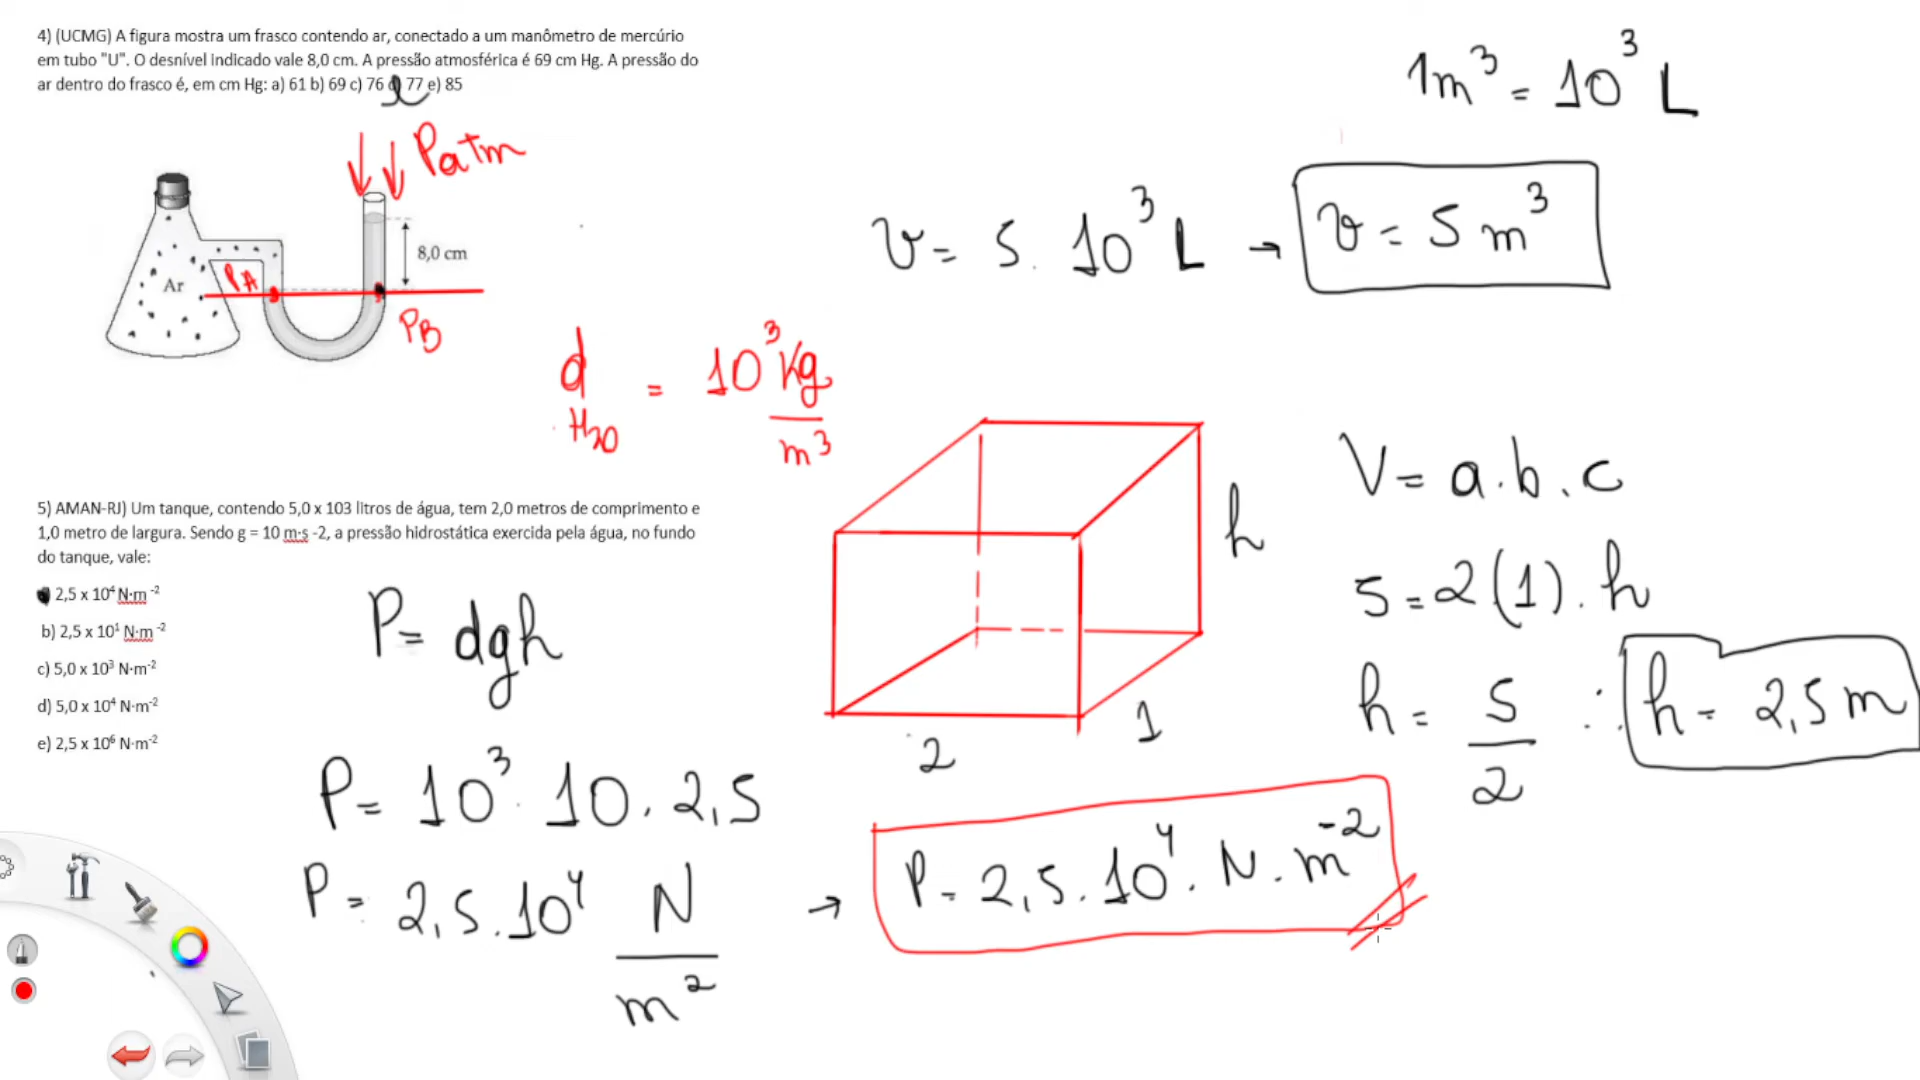 4) (UCMG) A figura mostra um frasco contendo ar, conectado a um manômetro de mercúrio
em tubo "U". O desnível indicado vale 8,0 cm. A pressão atmosférica é 69 cm Hg. A pressão do
ar dentro do frasco é, em cm Hg: a) 61 b) 69 c) 76 d) 77 e) 85
Patm
8,0 cm
Ar
PA
PB
1m³ = 10³ L
V = 5. 10³ L → V = 5 m³
d H2O = 10³ Kg/m³
5) AMAN-RJ) Um tanque, contendo 5,0 x 103 litros de água, tem 2,0 metros de comprimento e
1,0 metro de largura. Sendo g = 10 m·s -2, a pressão hidrostática exercida pela água, no fundo
do tanque, vale:
2,5 x 10⁴ N·m⁻²
b) 2,5 x 10¹ N·m⁻²
c) 5,0 x 10³ N·m⁻²
d) 5,0 x 10⁴ N·m⁻²
e) 2,5 x 10⁶ N·m⁻²
P = dgh
P = 10³. 10. 2,5
P = 2,5. 10⁴ N/m² → P = 2,5. 10⁴. N. m⁻²
h
2
1
V = a.b.c
5 = 2(1). h
h = 5/2 ∴ h = 2,5 m